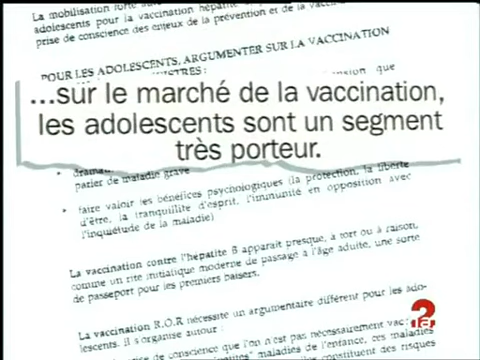 La mobilisation forte
adolescents pour la vaccination hépatite
prise de conscience des enjeux de la prévention et de la
POUR LES ADOLESCENTS, ARGUMENTER SUR LA VACCINATION
que
...sur le marché de la vaccination,
les adolescents sont un segment
très porteur.
parler de maladie grave
• faire valoir les bénéfices psychologiques (la protection, la liberté
d'être, la tranquillité d'esprit, l'immunité en opposition avec
l'inquiétude de la maladie)
La vaccination contre l'hépatite B apparaît presque, à tort ou à raison,
comme un rite initiatique moderne de passage à l'âge adulte, une sorte
de passeport pour les premiers baisers.
La vaccination R.O.R nécessite un argumentaire différent pour les ado-
lescents, il s'organise autour :
de conscience que l'on n'est pas nécessairement
maladies de l'enfance, ces maladies
constituent des risques
2